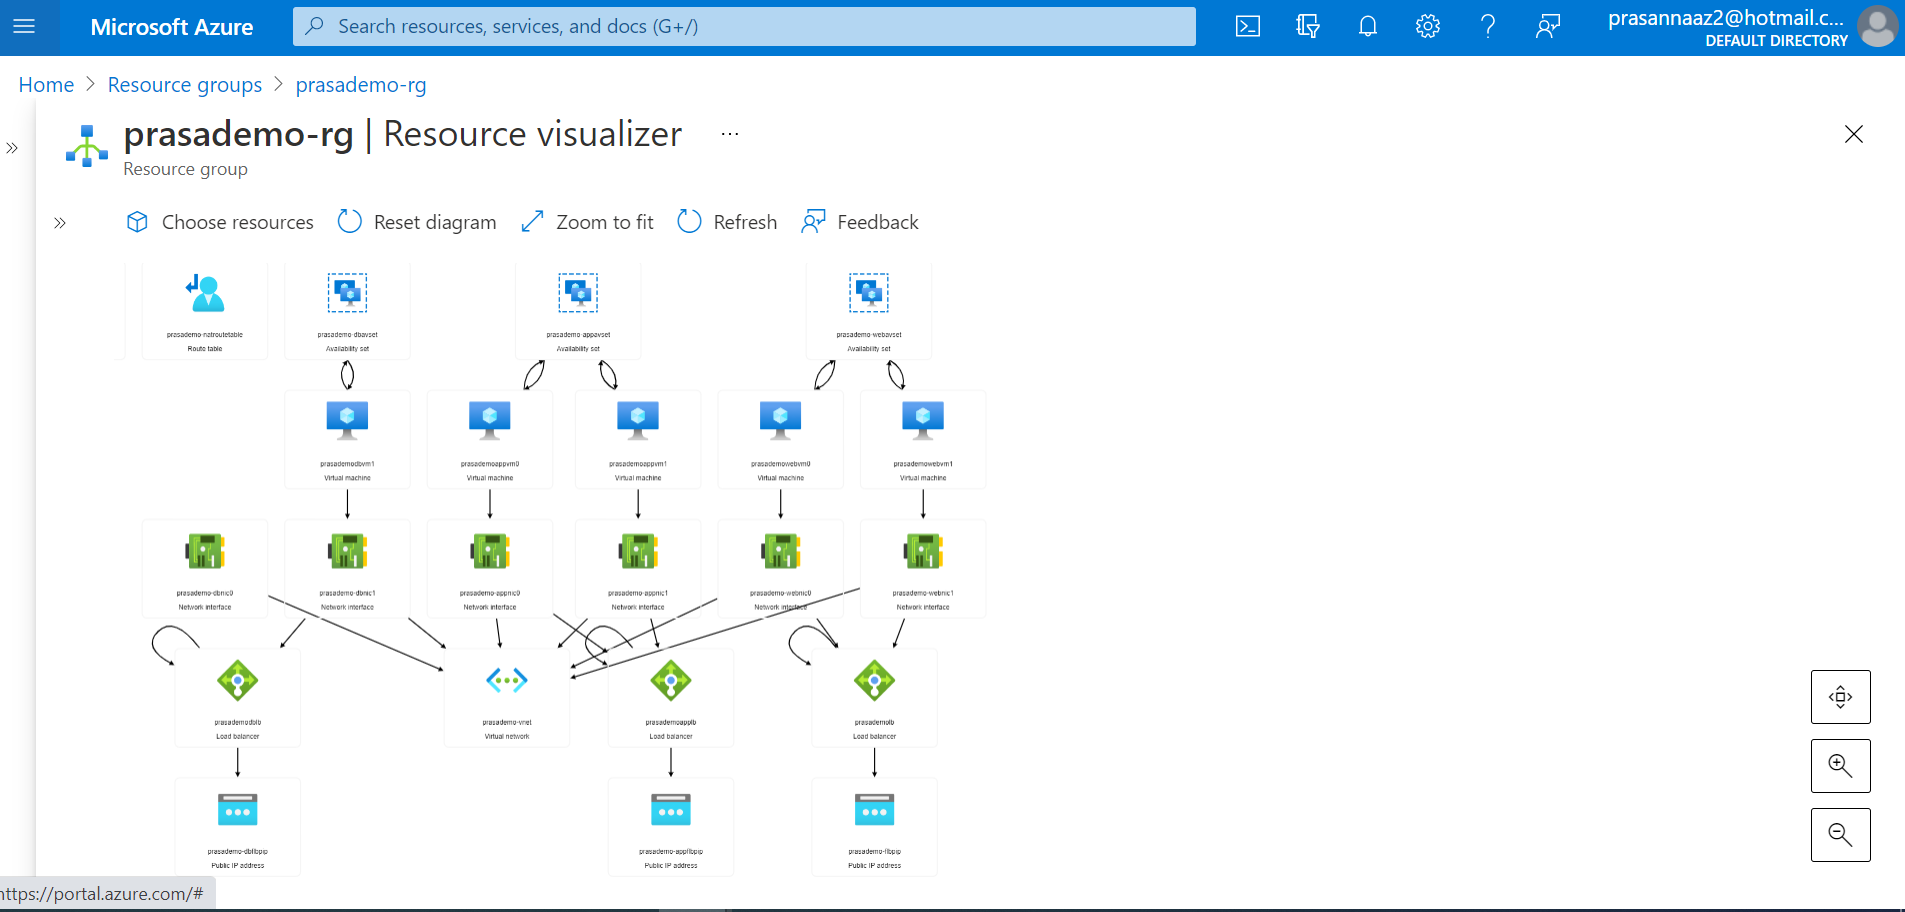 Microsoft Azure
Search resources, services, and docs (G+/)
prasannaaz2@hotmail.c...
DEFAULT DIRECTORY
Home > Resource groups > prasademo-rg
prasademo-rg | Resource visualizer ...
Resource group
Choose resources
Reset diagram
Zoom to fit
Refresh
Feedback
prasademo-natroutetable
Route table
prasademo-dbavset
Availability set
prasademo-appavset
Availability set
prasademo-webavset
Availability set
prasademodbvm1
Virtual machine
prasademoappvm0
Virtual machine
prasademoappvm1
Virtual machine
prasademowebvm0
Virtual machine
prasademowebvm1
Virtual machine
prasademo-dbnic0
Network interface
prasademo-dbnic1
Network interface
prasademo-appnic0
Network interface
prasademo-appnic1
Network interface
prasademo-webnic0
Network interface
prasademo-webnic1
Network interface
prasademodblb
Load balancer
prasademo-vnet
Virtual network
prasademoapplb
Load balancer
prasademolb
Load balancer
prasademo-dbflbpip
Public IP address
prasademo-appflbpip
Public IP address
prasademo-flbpip
Public IP address
https://portal.azure.com/#